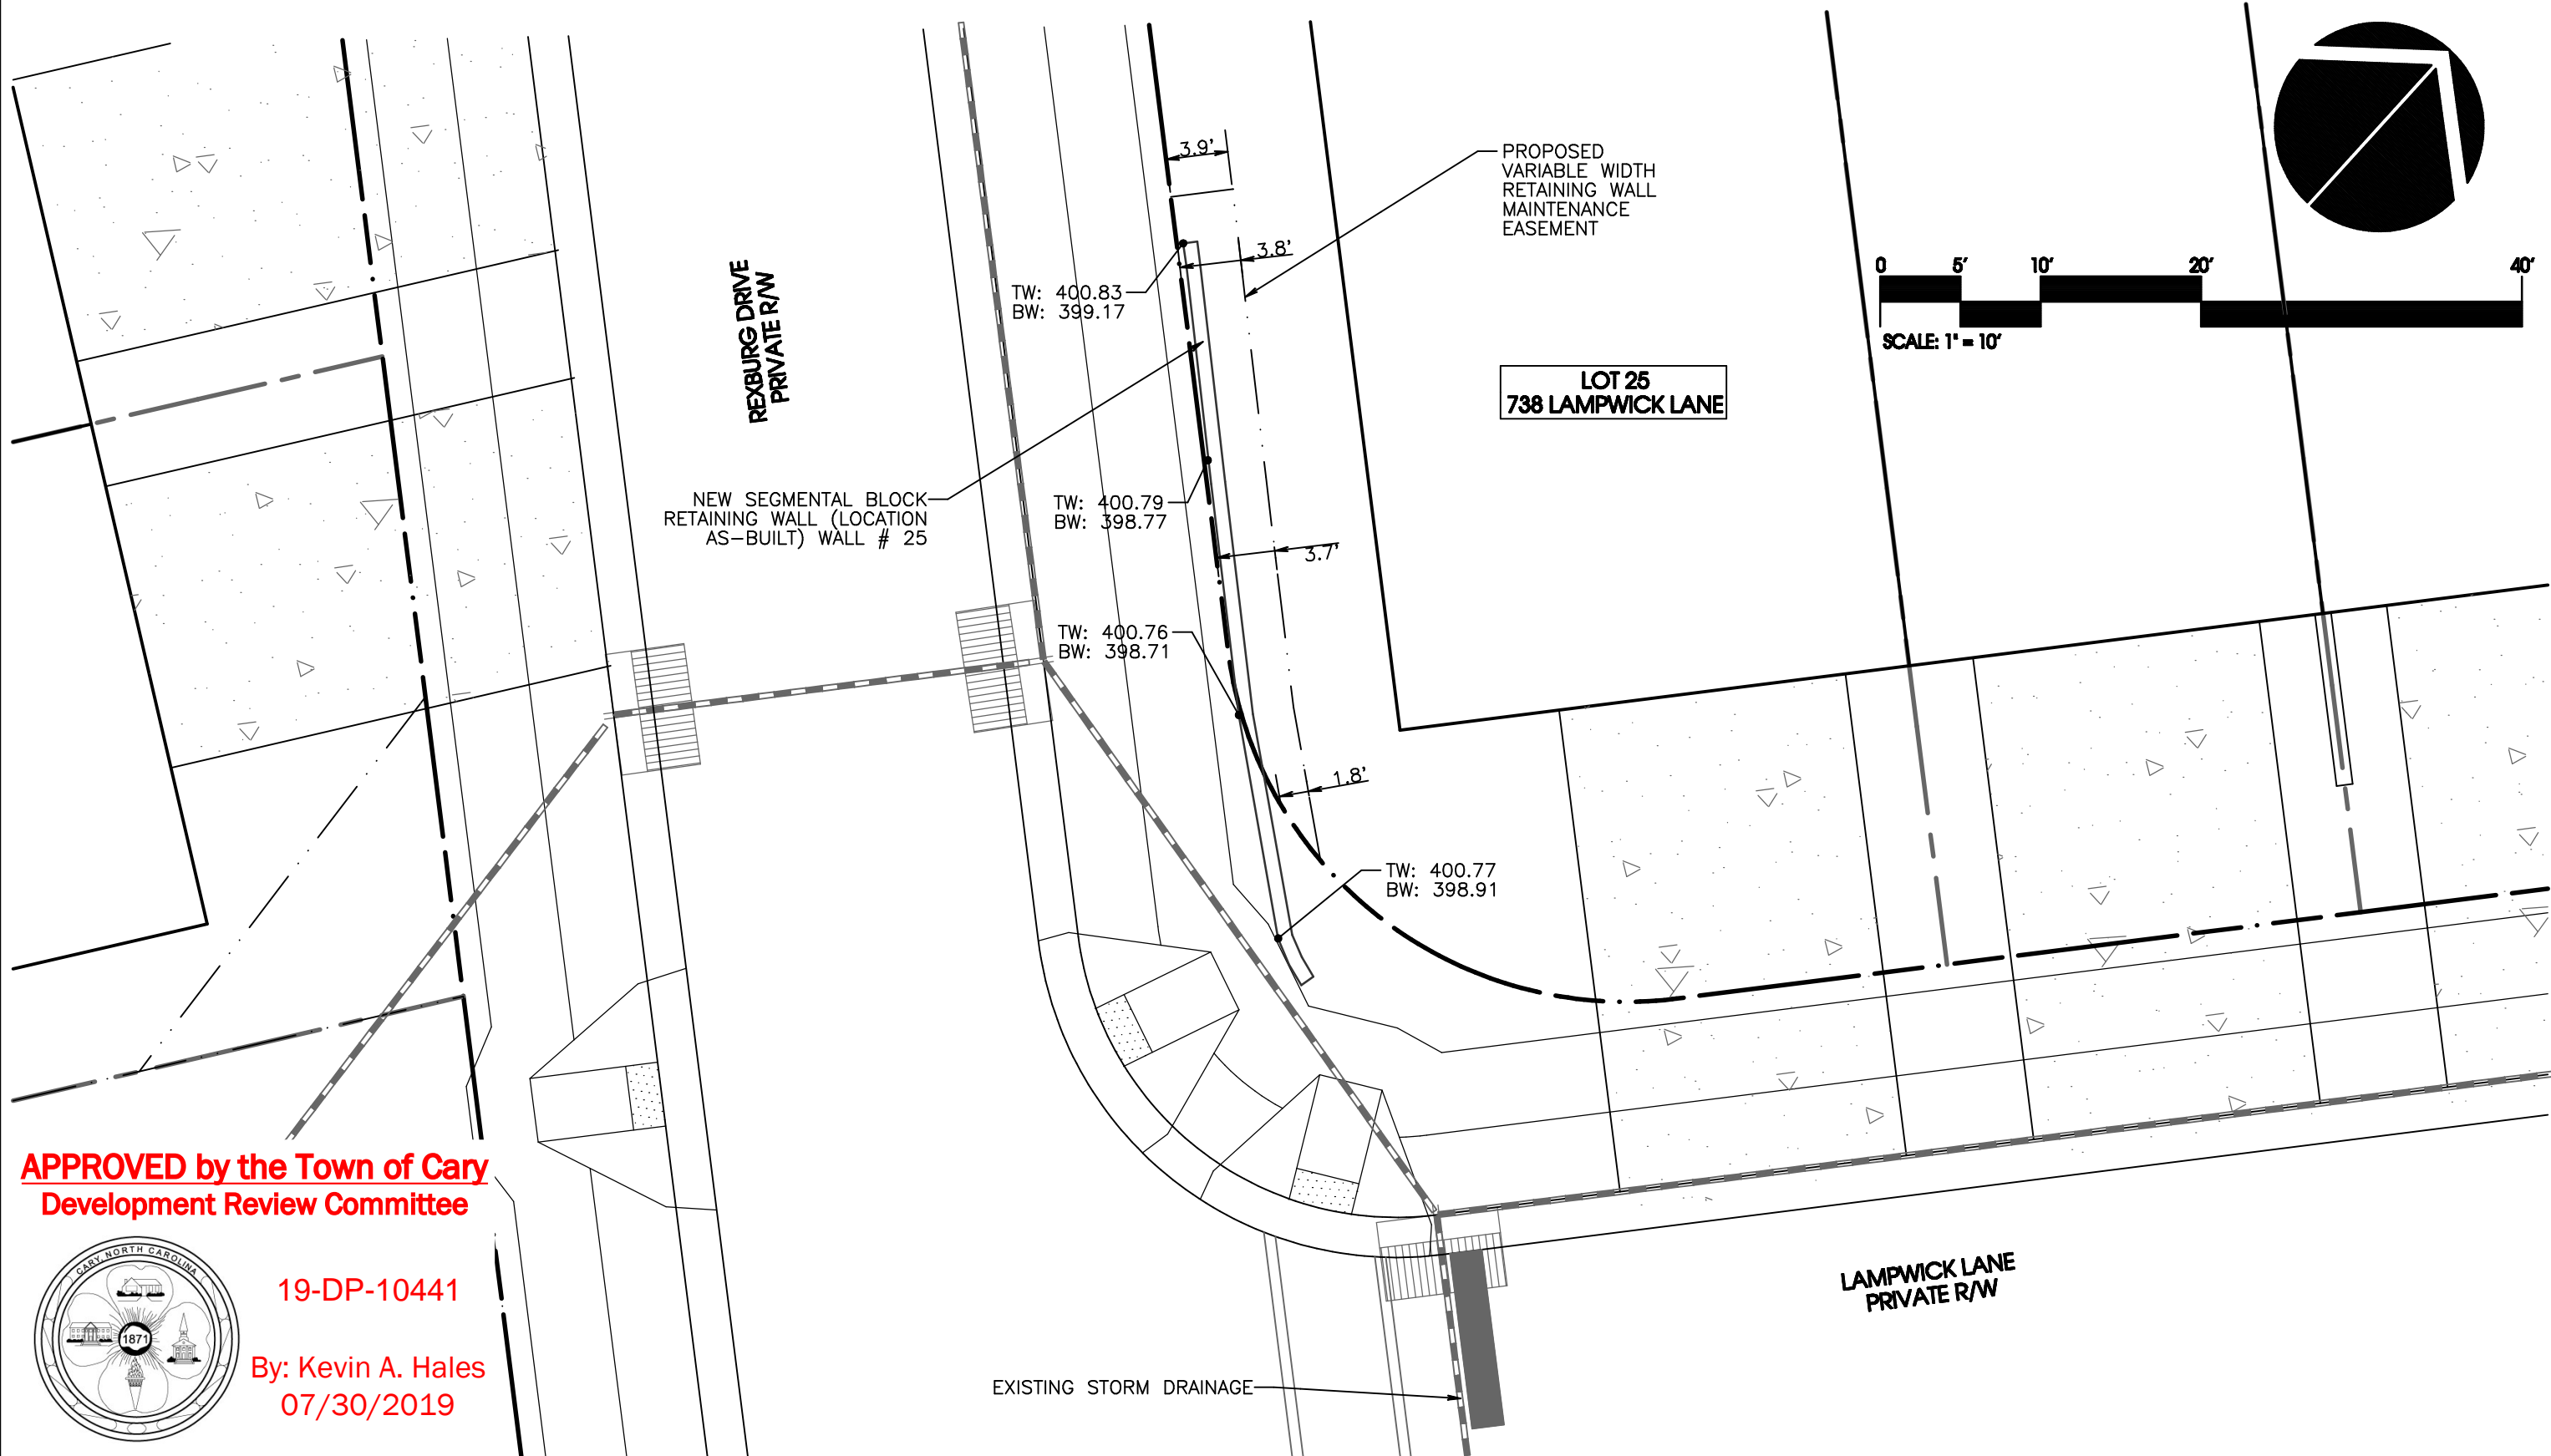 3.9'
PROPOSED
VARIABLE WIDTH
RETAINING WALL
MAINTENANCE
EASEMENT
3.8'
TW: 400.83
BW: 399.17
REXBURG DRIVE
PRIVATE R/W
0 5' 10' 20' 40'
SCALE: 1" = 10'
LOT 25
738 LAMPWICK LANE
NEW SEGMENTAL BLOCK
RETAINING WALL (LOCATION
AS-BUILT) WALL # 25
TW: 400.79
BW: 398.77
3.7'
TW: 400.76
BW: 398.71
1.8'
TW: 400.77
BW: 398.91
APPROVED by the Town of Cary
Development Review Committee
CARY, NORTH CAROLINA
1871
19-DP-10441
By: Kevin A. Hales
07/30/2019
LAMPWICK LANE
PRIVATE R/W
EXISTING STORM DRAINAGE